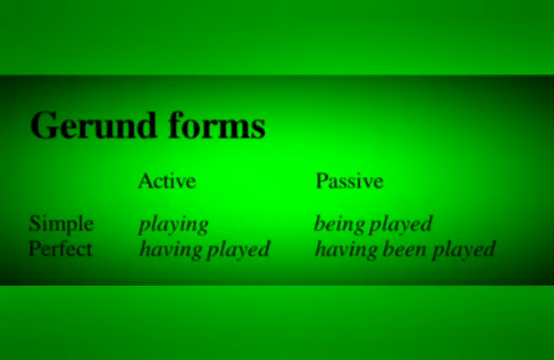 Gerund forms
Active Passive
Simple playing being played
Perfect having played having been played